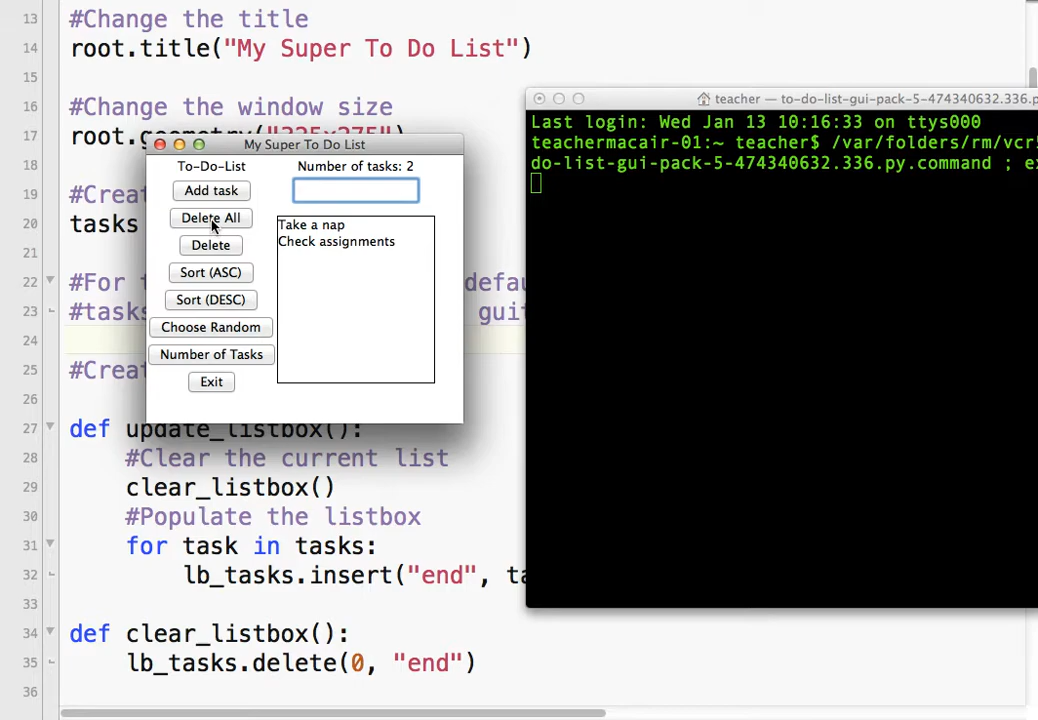 13 #Change the title
14 root.title("My Super To Do List")
15
16 #Change the window size
17 root.geometry("325x275")
18
19 #Crea
20 tasks
21
22 #For t defau
23 #tasks guit
24
25 #Creat
26
27 def update_listbox():
28 #Clear the current list
29 clear_listbox()
30 #Populate the listbox
31 for task in tasks:
32 lb_tasks.insert("end", ta
33
34 def clear_listbox():
35 lb_tasks.delete(0, "end")
36
My Super To Do List
To-Do-List
Number of tasks: 2
Add task
Delete All
Delete
Sort (ASC)
Sort (DESC)
Choose Random
Number of Tasks
Exit
Take a nap
Check assignments
teacher — to-do-list-gui-pack-5-474340632.336.p
Last login: Wed Jan 13 10:16:33 on ttys000
teachermacair-01:~ teacher$ /var/folders/rm/vcr
do-list-gui-pack-5-474340632.336.py.command ; ex